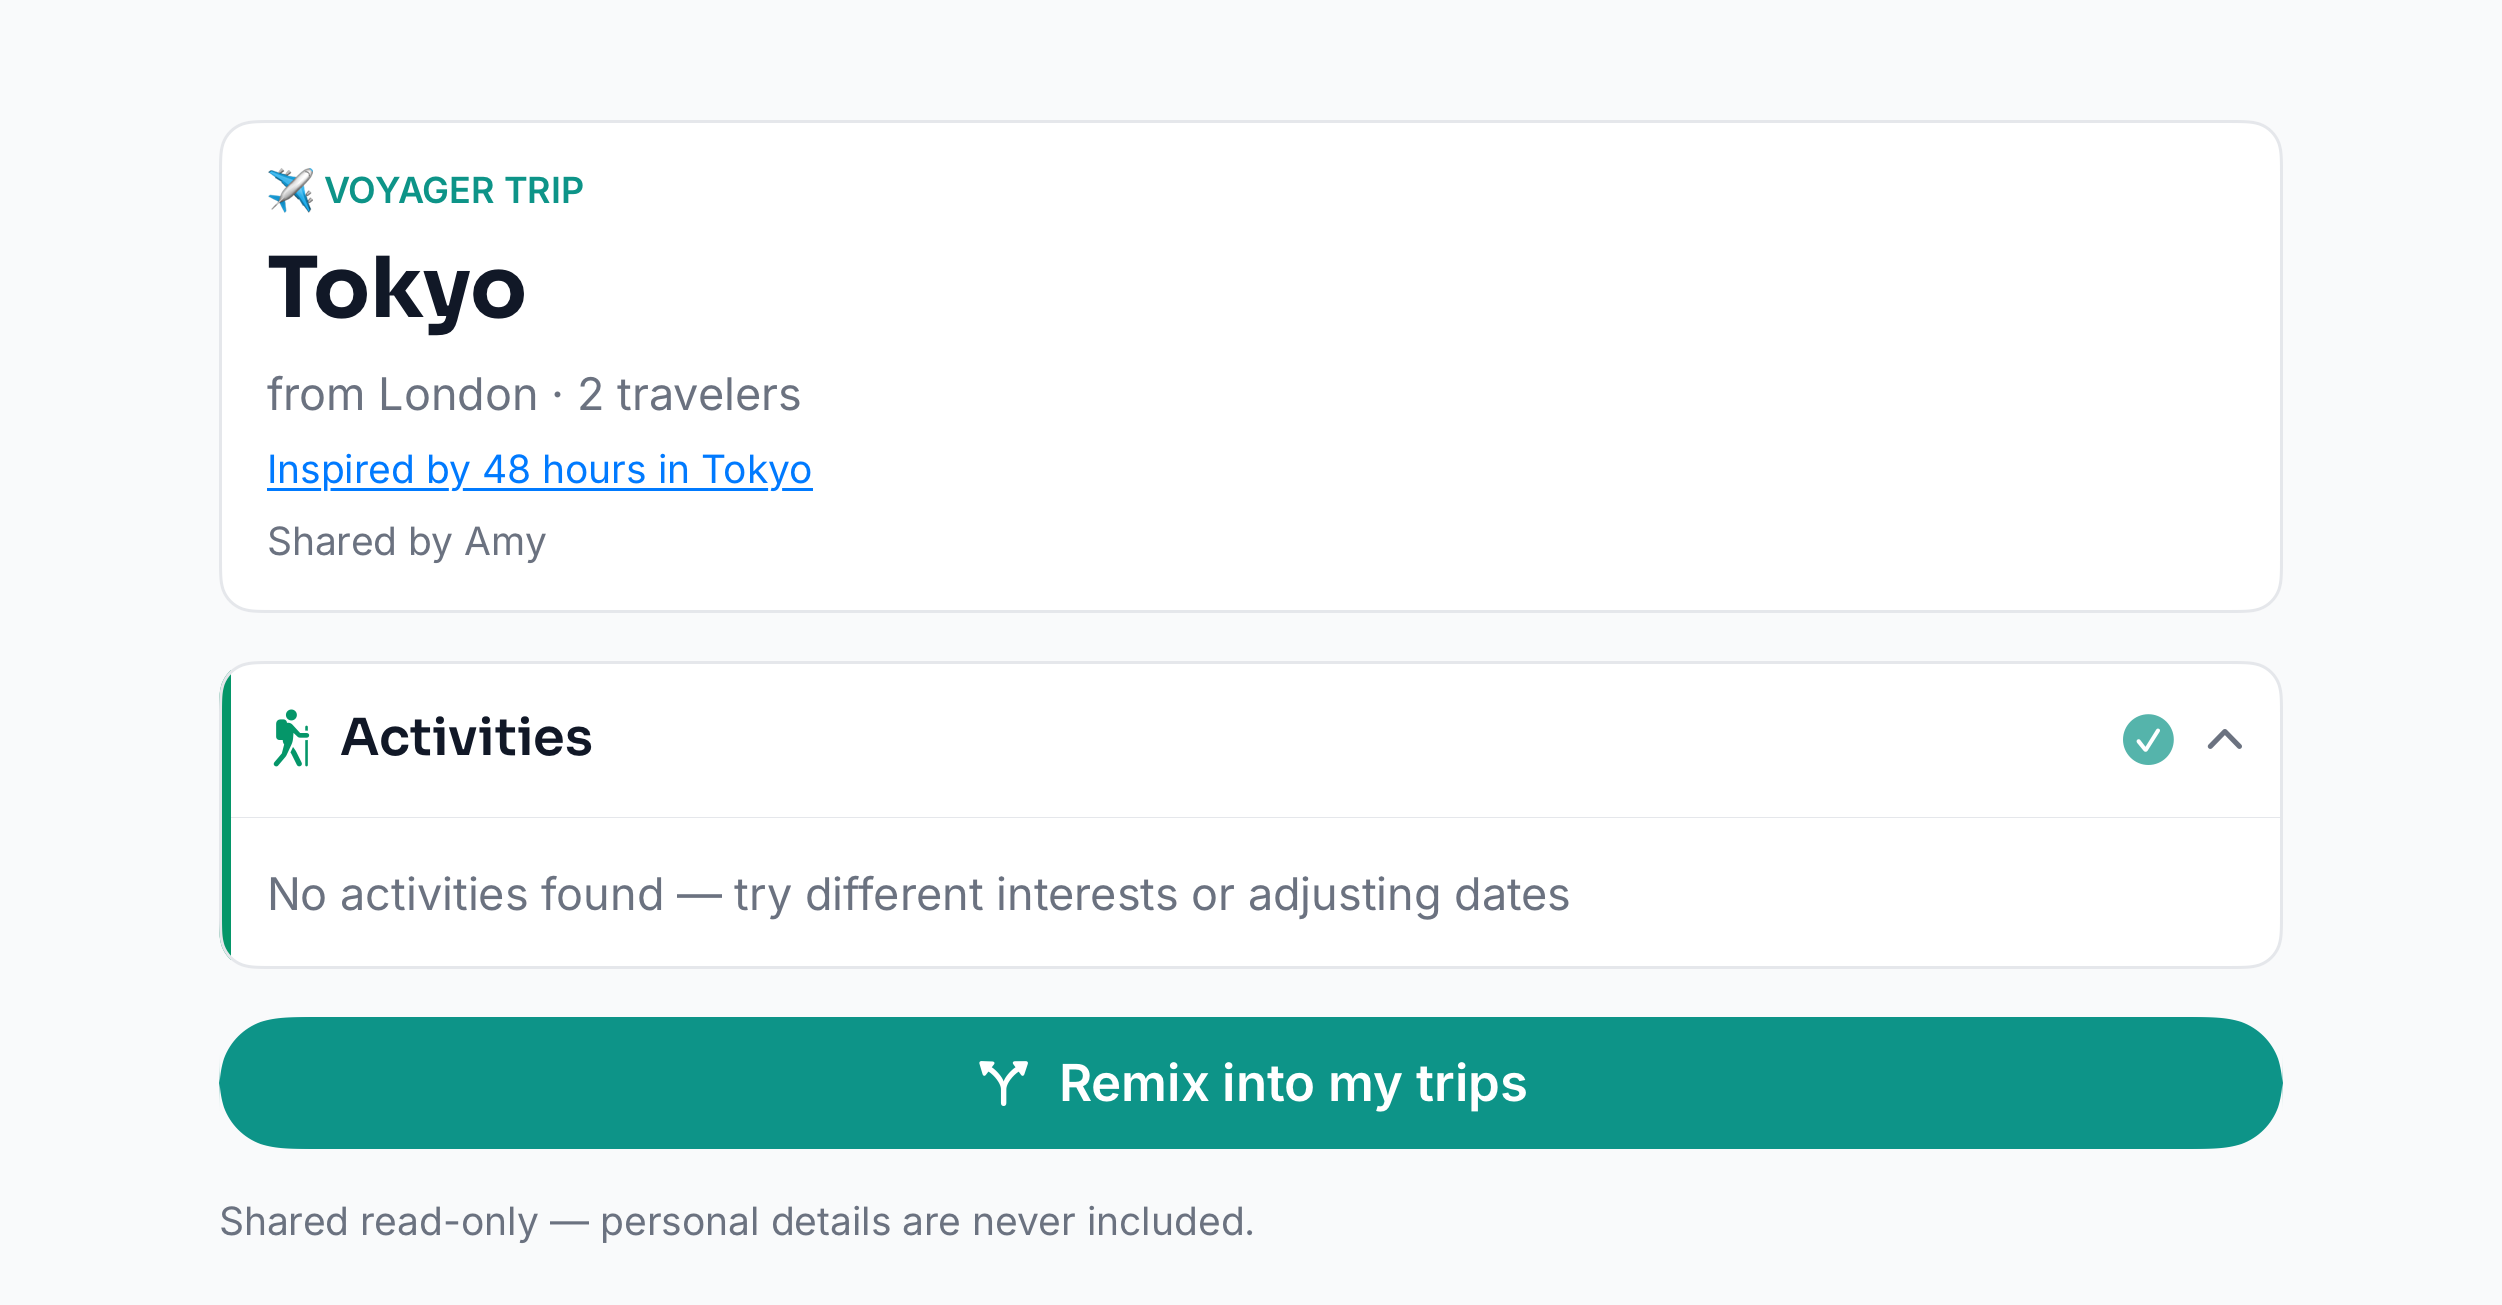 VOYAGER TRIP
Tokyo
from London · 2 travelers
Inspired by 48 hours in Tokyo
Shared by Amy
Activities
No activities found — try different interests or adjusting dates
Remix into my trips
Shared read-only — personal details are never included.